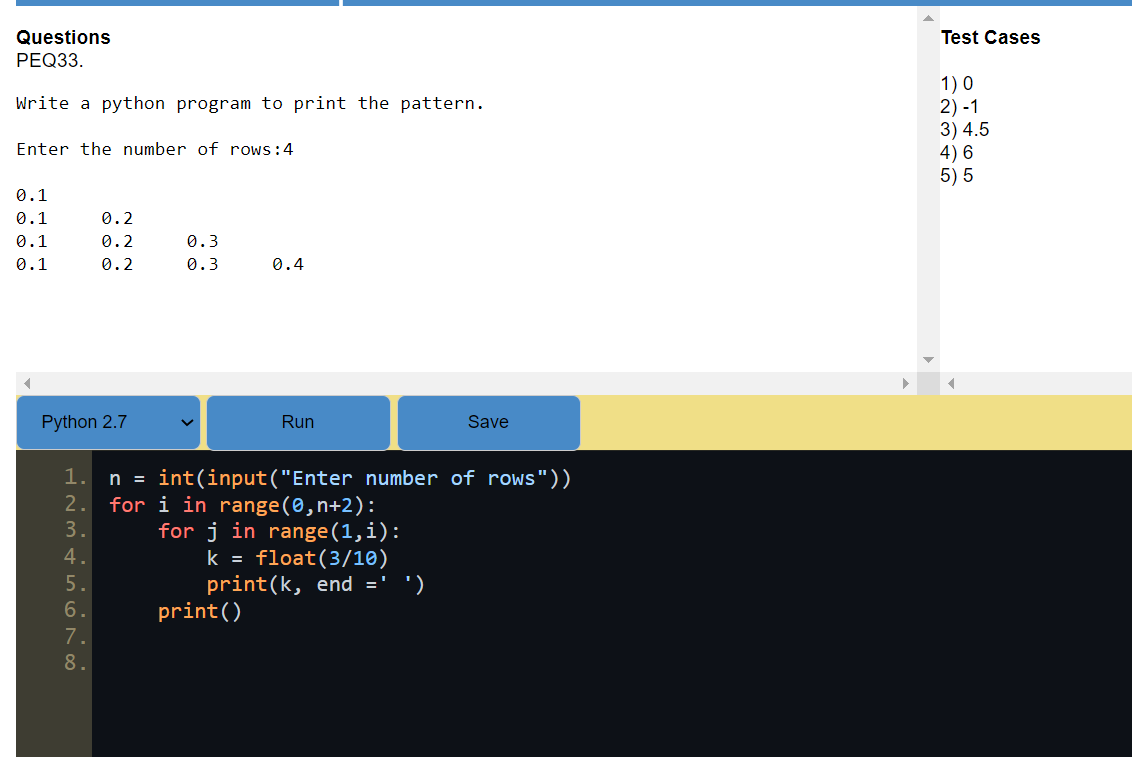 Questions
PEQ33.
Write a python program to print the pattern.
Enter the number of rows:4
0.1
0.1     0.2
0.1     0.2     0.3
0.1     0.2     0.3     0.4
Test Cases
1) 0
2) -1
3) 4.5
4) 6
5) 5
Python 2.7
Run
Save
1. n = int(input("Enter number of rows"))
2. for i in range(0,n+2):
3.     for j in range(1,i):
4.         k = float(3/10)
5.         print(k, end =' ')
6.     print()
7.
8.